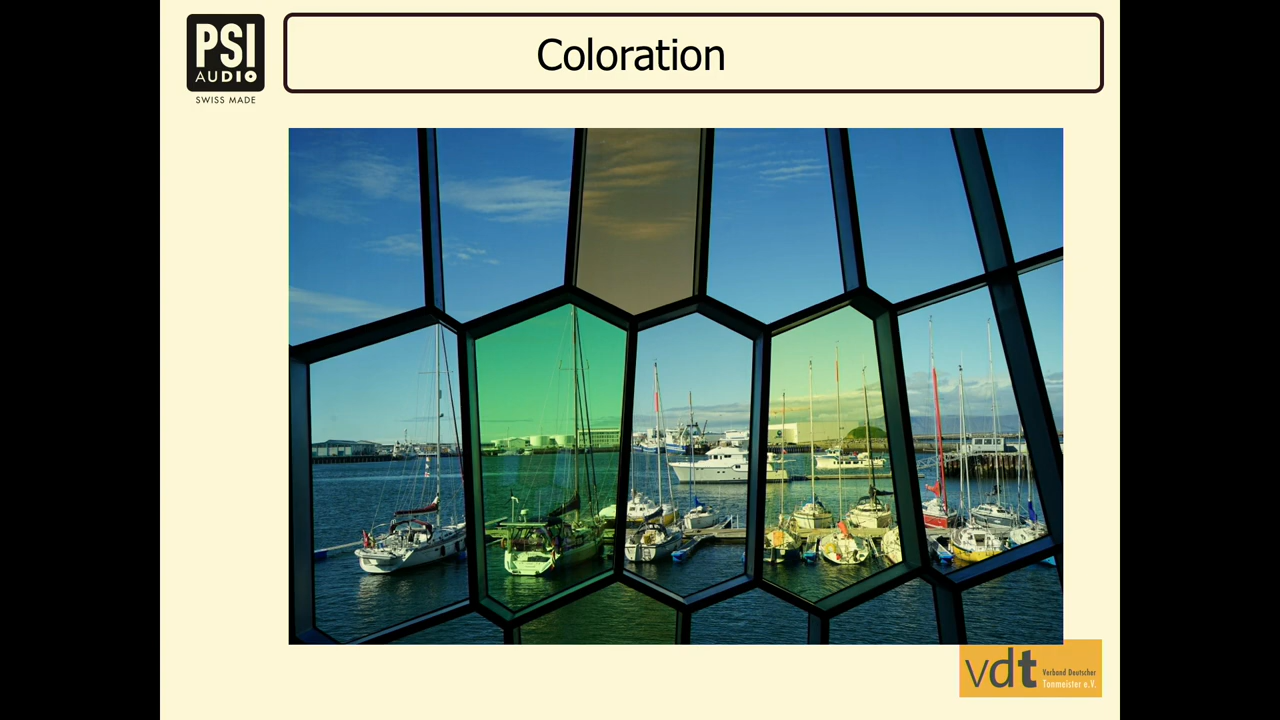 PSI
AUDIO
SWISS MADE
Coloration
vdt
Verband Deutscher
Tonmeister e.V.